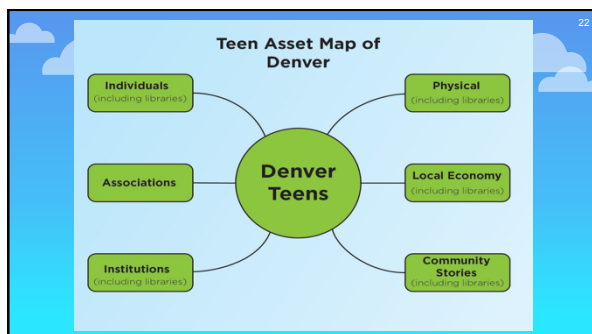 22
Teen Asset Map of
Denver
Individuals
(including libraries)
Associations
Institutions
(including libraries)
Denver
Teens
Physical
(including libraries)
Local Economy
(including libraries)
Community
Stories
(including libraries)